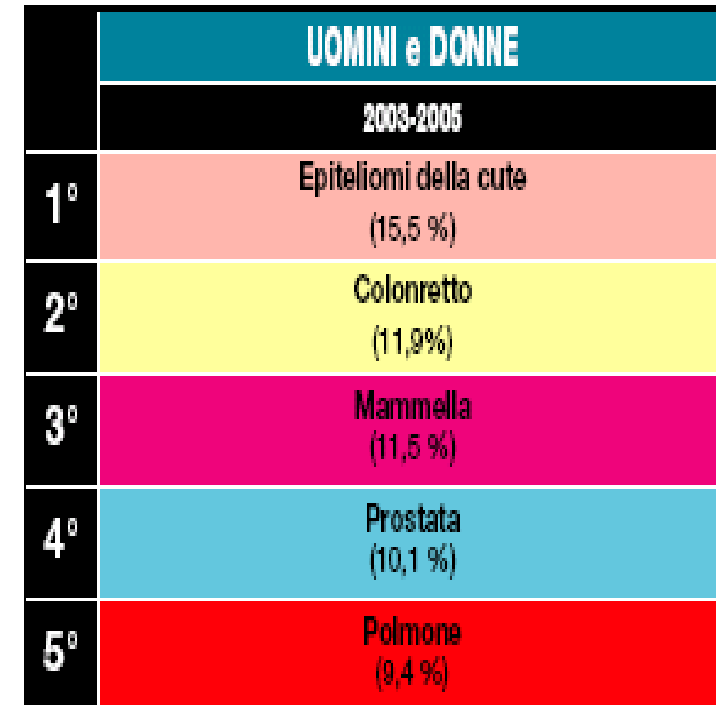 UOMINI e DONNE
2003-2005
1°
Epiteliomi della cute
(15,5 %)
2°
Colonretto
(11,9%)
3°
Mammella
(11,5 %)
4°
Prostata
(10,1 %)
5°
Polmone
(9,4 %)